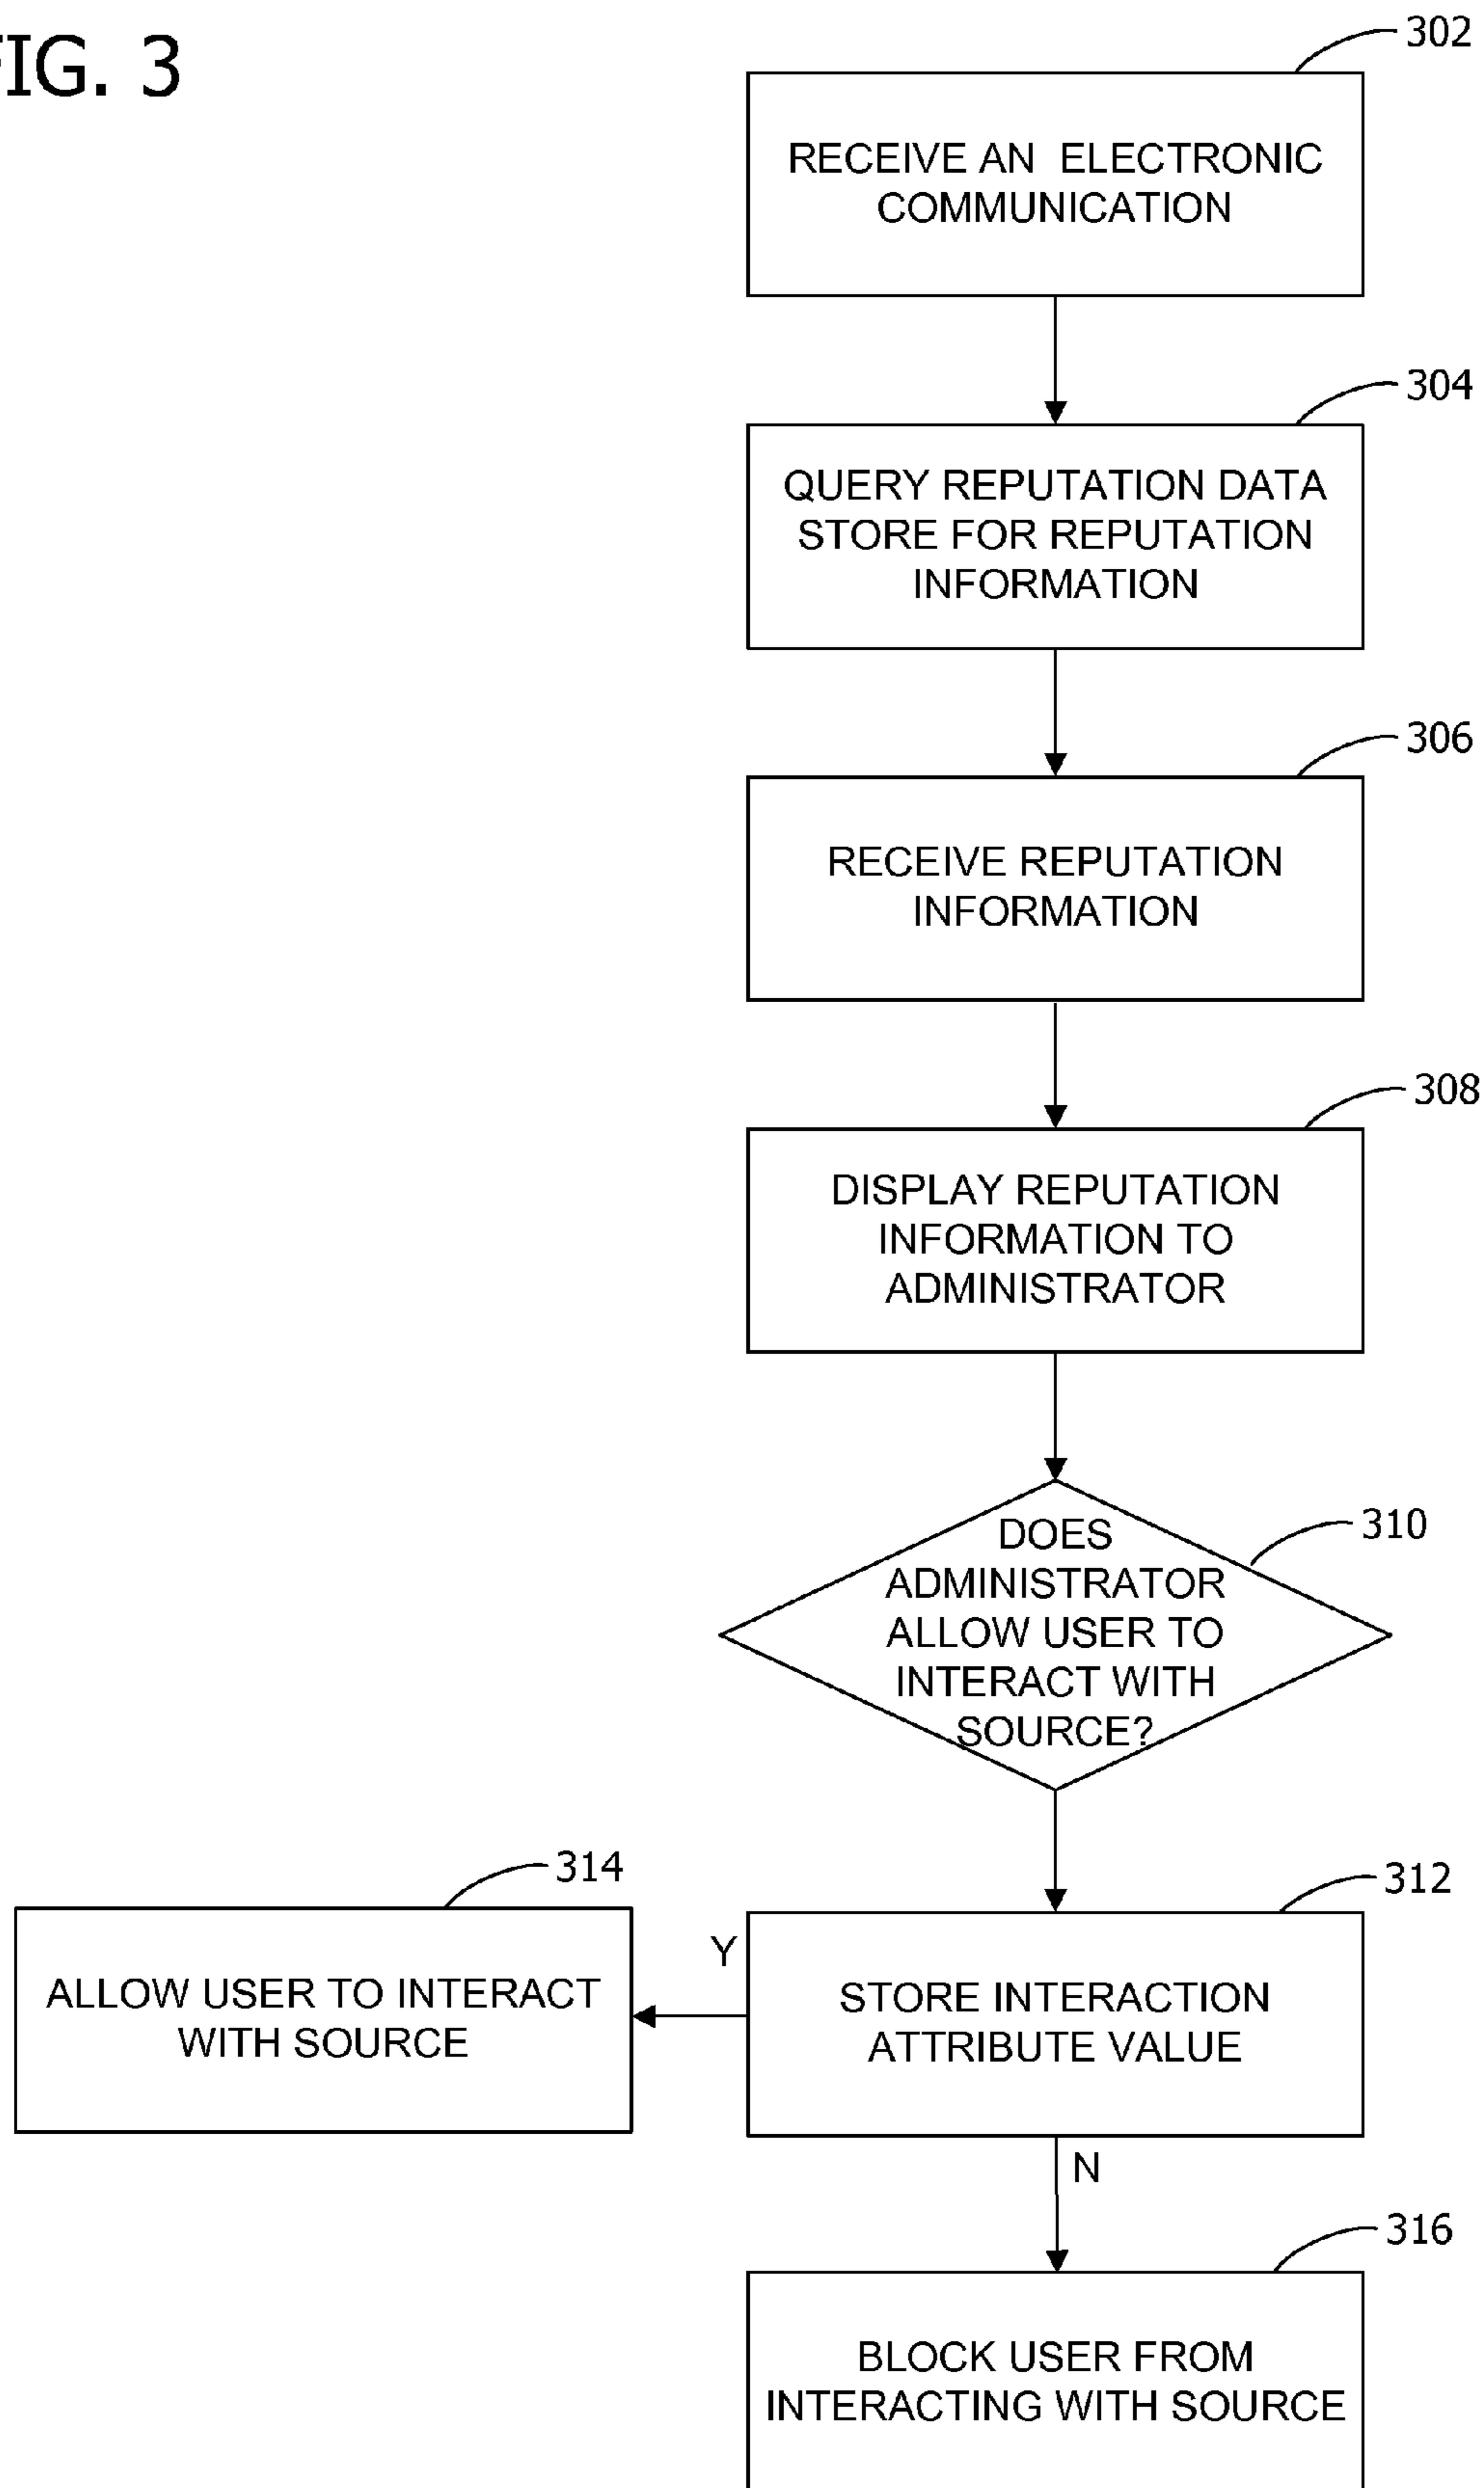 FIG. 3
302
RECEIVE AN ELECTRONIC
COMMUNICATION
304
QUERY REPUTATION DATA
STORE FOR REPUTATION
INFORMATION
306
RECEIVE REPUTATION
INFORMATION
308
DISPLAY REPUTATION
INFORMATION TO
ADMINISTRATOR
310
DOES
ADMINISTRATOR
ALLOW USER TO
INTERACT WITH
SOURCE?
314
ALLOW USER TO INTERACT
WITH SOURCE
Y
312
STORE INTERACTION
ATTRIBUTE VALUE
N
316
BLOCK USER FROM
INTERACTING WITH SOURCE